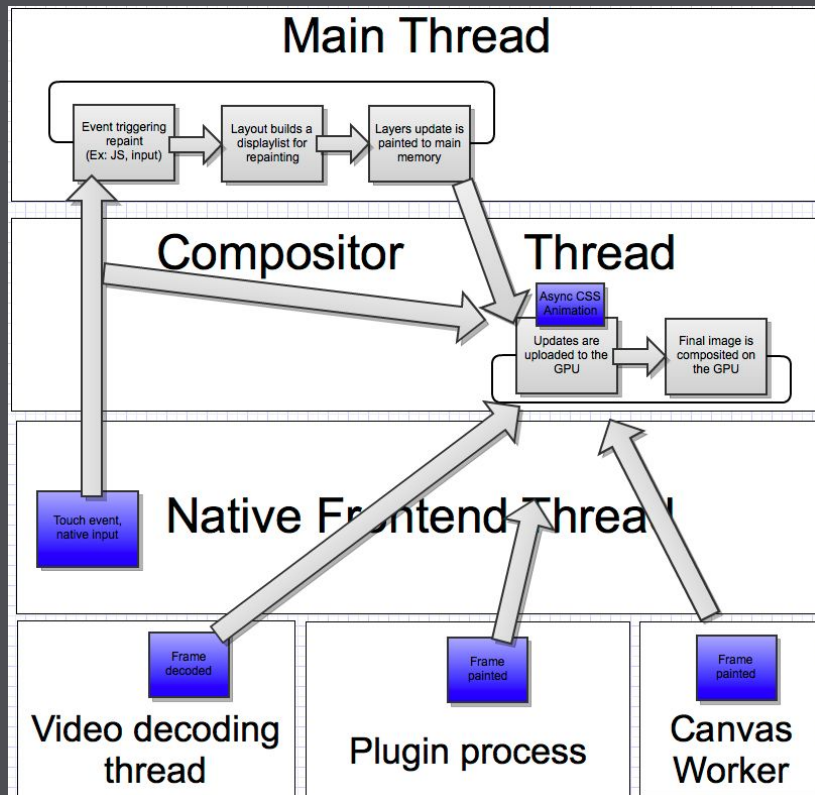 Main Thread
Event triggering
repaint
(Ex: JS, input)
Layout builds a
displaylist for
repainting
Layers update is
painted to main
memory
Compositor Thread
Async CSS
Animation
Updates are
uploaded to the
GPU
Final image is
composited on
the GPU
Touch event,
native input
Native Frontend Thread
Frame
decoded
Video decoding
thread
Frame
painted
Plugin process
Frame
painted
Canvas
Worker